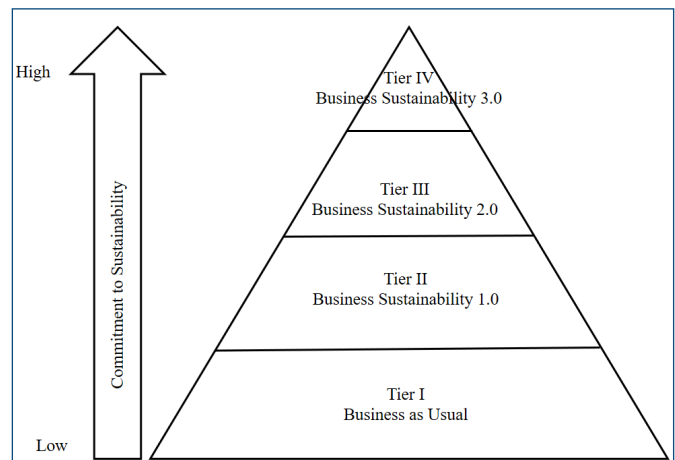 High
Tier IV
Business Sustainability 3.0
Tier III
Business Sustainability 2.0
Commitment to Sustainability
Tier II
Business Sustainability 1.0
Tier I
Business as Usual
Low